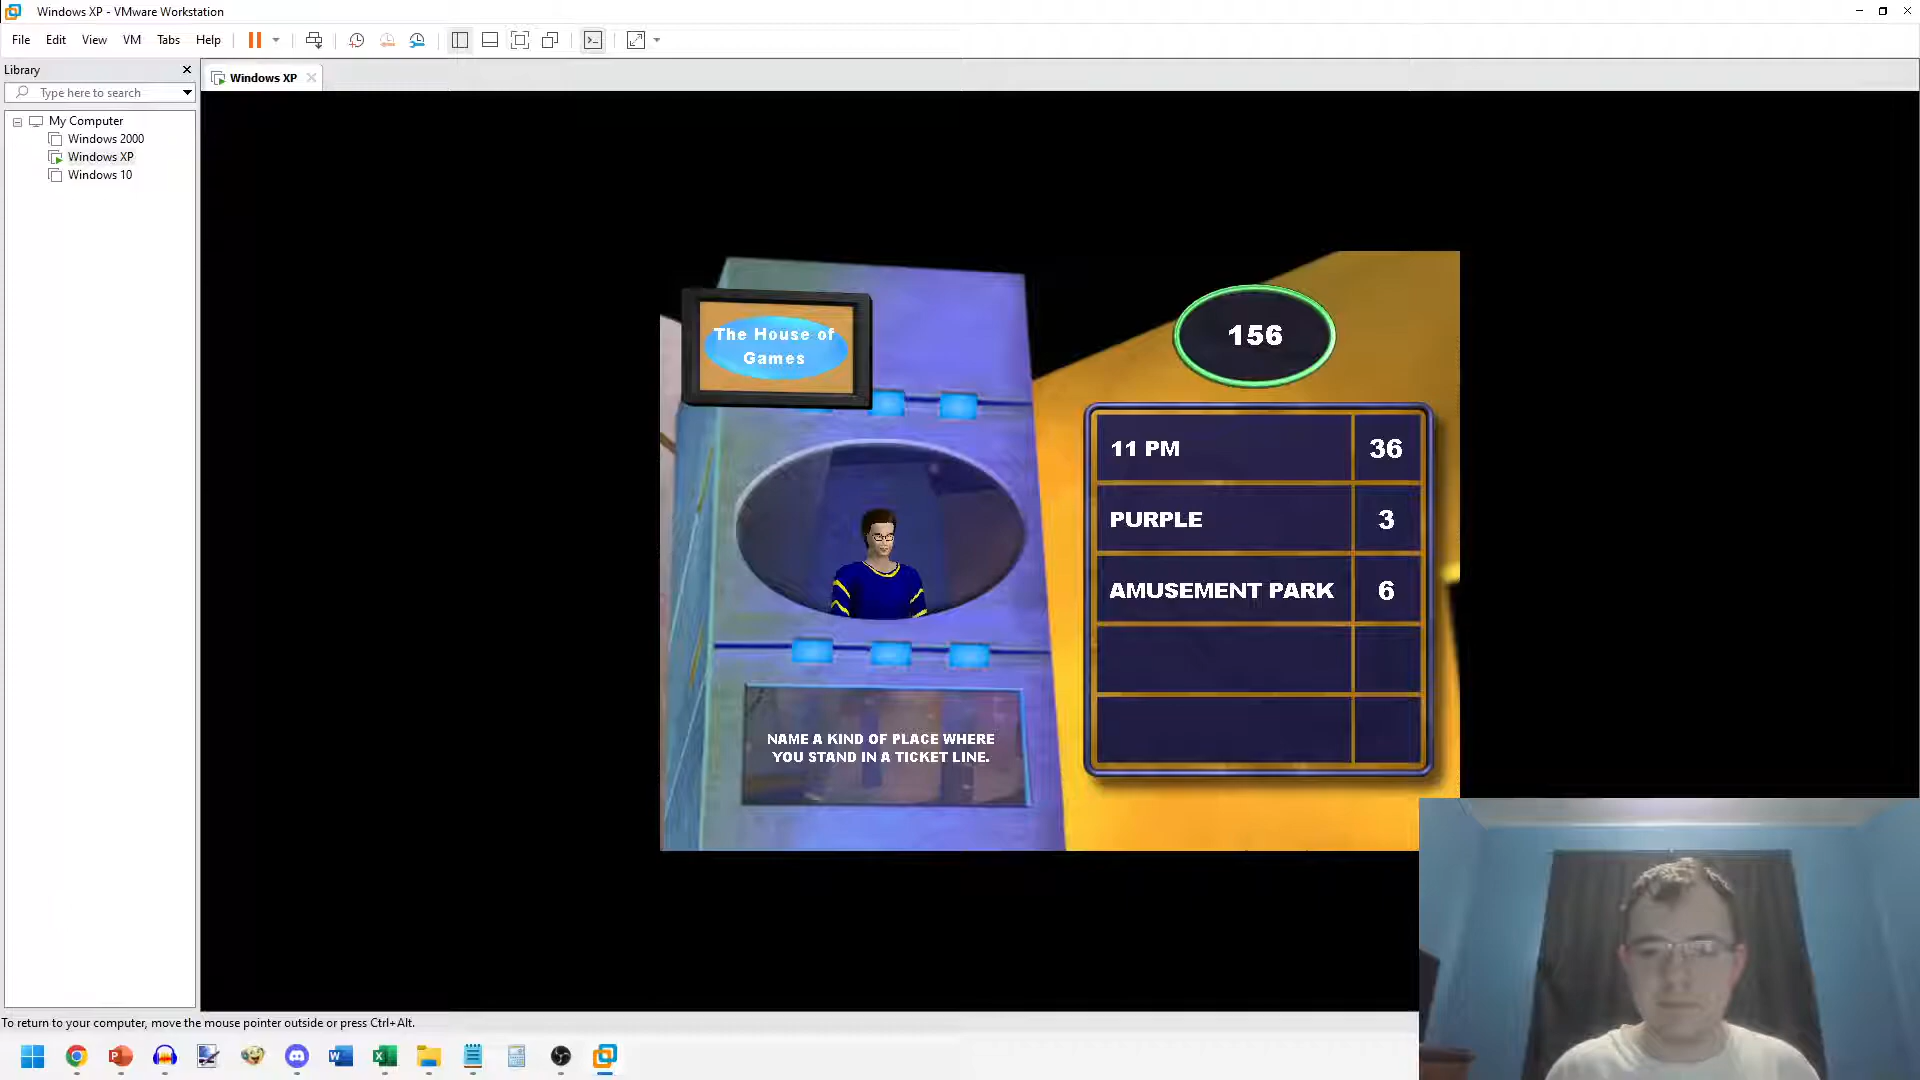 Windows XP - VMware Workstation
File Edit View VM Tabs Help
Library
Windows XP
Type here to search
My Computer
Windows 2000
Windows XP
Windows 10
The House of
Games
156
11 PM 36
PURPLE 3
AMUSEMENT PARK 6
NAME A KIND OF PLACE WHERE
YOU STAND IN A TICKET LINE.
To return to your computer, move the mouse pointer outside or press Ctrl+Alt.